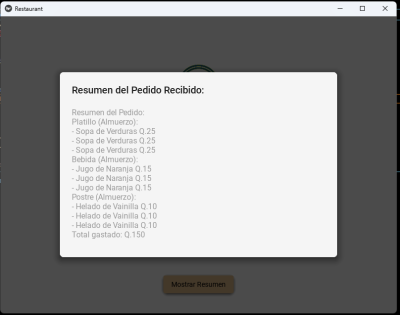 Restaurant
Resumen del Pedido Recibido:
Resumen del Pedido:
Platillo (Almuerzo):
- Sopa de Verduras Q.25
- Sopa de Verduras Q.25
- Sopa de Verduras Q.25
Bebida (Almuerzo):
- Jugo de Naranja Q.15
- Jugo de Naranja Q.15
- Jugo de Naranja Q.15
Postre (Almuerzo):
- Helado de Vainilla Q.10
- Helado de Vainilla Q.10
- Helado de Vainilla Q.10
Total gastado: Q.150
Mostrar Resumen